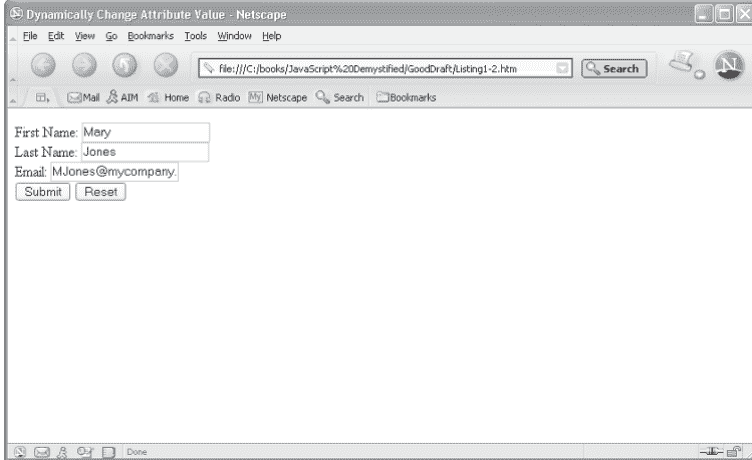 Dynamically Change Attribute Value - Netscape
File Edit View Go Bookmarks Tools Window Help
file:///C:/books/JavaScript%20Demystified/GoodDraft/Listing1-2.htm Search N
Mail AIM Home Radio My Netscape Search Bookmarks
First Name: Mary
Last Name: Jones
Email: MJones@mycompany.
Submit Reset
Done